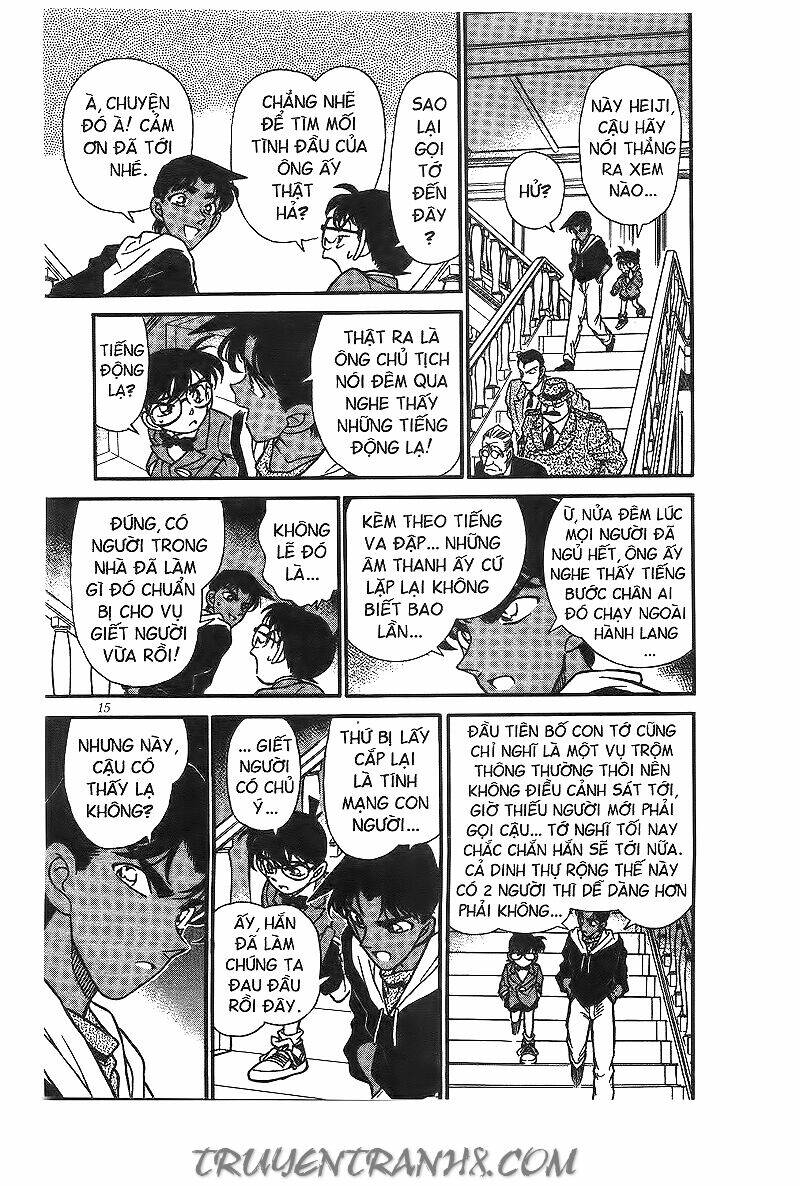 NÀY HEIJI,
CẬU HÃY
NÓI THẲNG
RA XEM
NÀO...
HỬ?
SAO
LẠI
GỌI
TỚ
ĐẾN
ĐÂY
?
CHẲNG NHẼ
ĐỂ TÌM MỐI
TÌNH ĐẦU CỦA
ÔNG ẤY
THẬT
HẢ?
À, CHUYỆN
ĐÓ À! CẢM
ƠN ĐÃ TỚI
NHÉ.
THẬT RA LÀ
ÔNG CHỦ TỊCH
NÓI ĐÊM QUA
NGHE THẤY
NHỮNG TIẾNG
ĐỘNG LẠ!
TIẾNG
ĐỘNG
LẠ?
Ừ, NỬA ĐÊM LÚC
MỌI NGƯỜI ĐÃ
NGỦ HẾT, ÔNG ẤY
NGHE THẤY TIẾNG
BƯỚC CHÂN AI
ĐÓ CHẠY NGOÀI
HÀNH LANG
...
KÈM THEO TIẾNG
VA ĐẬP... NHỮNG
ÂM THANH ẤY CỨ
LẶP LẠI KHÔNG
BIẾT BAO
LẦN...
KHÔNG
LẼ ĐÓ
LÀ...
ĐÚNG, CÓ
NGƯỜI TRONG
NHÀ ĐÃ LÀM
GÌ ĐÓ CHUẨN
BỊ CHO VỤ
GIẾT NGƯỜI
VỪA RỒI!
15
ĐẦU TIÊN BỐ CON TỚ CŨNG
CHỈ NGHĨ LÀ MỘT VỤ TRỘM
THÔNG THƯỜNG THÔI NÊN
KHÔNG ĐIỀU CẢNH SÁT TỚI,
GIỜ THIẾU NGƯỜI MỚI PHẢI
GỌI CẬU... TỚ NGHĨ TỐI NAY
CHẮC CHẮN HẮN SẼ TỚI NỮA.
CẢ DINH THỰ RỘNG THẾ NÀY
CÓ 2 NGƯỜI THÌ DỄ DÀNG HƠN
PHẢI KHÔNG...
THỨ BỊ LẤY
CẮP LẠI
LÀ TÍNH
MẠNG CON
NGƯỜI...
... GIẾT
NGƯỜI
CÓ CHỦ
Ý...
ẤY, HẮN
ĐÃ LÀM
CHÚNG TA
ĐAU ĐẦU
RỒI ĐÂY.
NHƯNG NÀY,
CẬU CÓ
THẤY LẠ
KHÔNG?
TRUYENTRANH8.COM